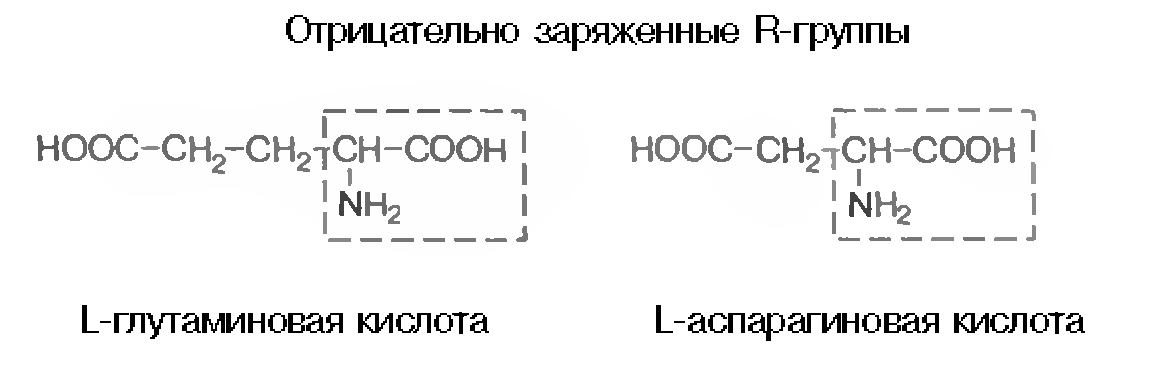 Отрицательно заряженные R-группы
HOOC–CH₂–CH₂–CH–COOH
NH₂
HOOC–CH₂–CH–COOH
NH₂
L-глутаминовая кислота
L-аспарагиновая кислота